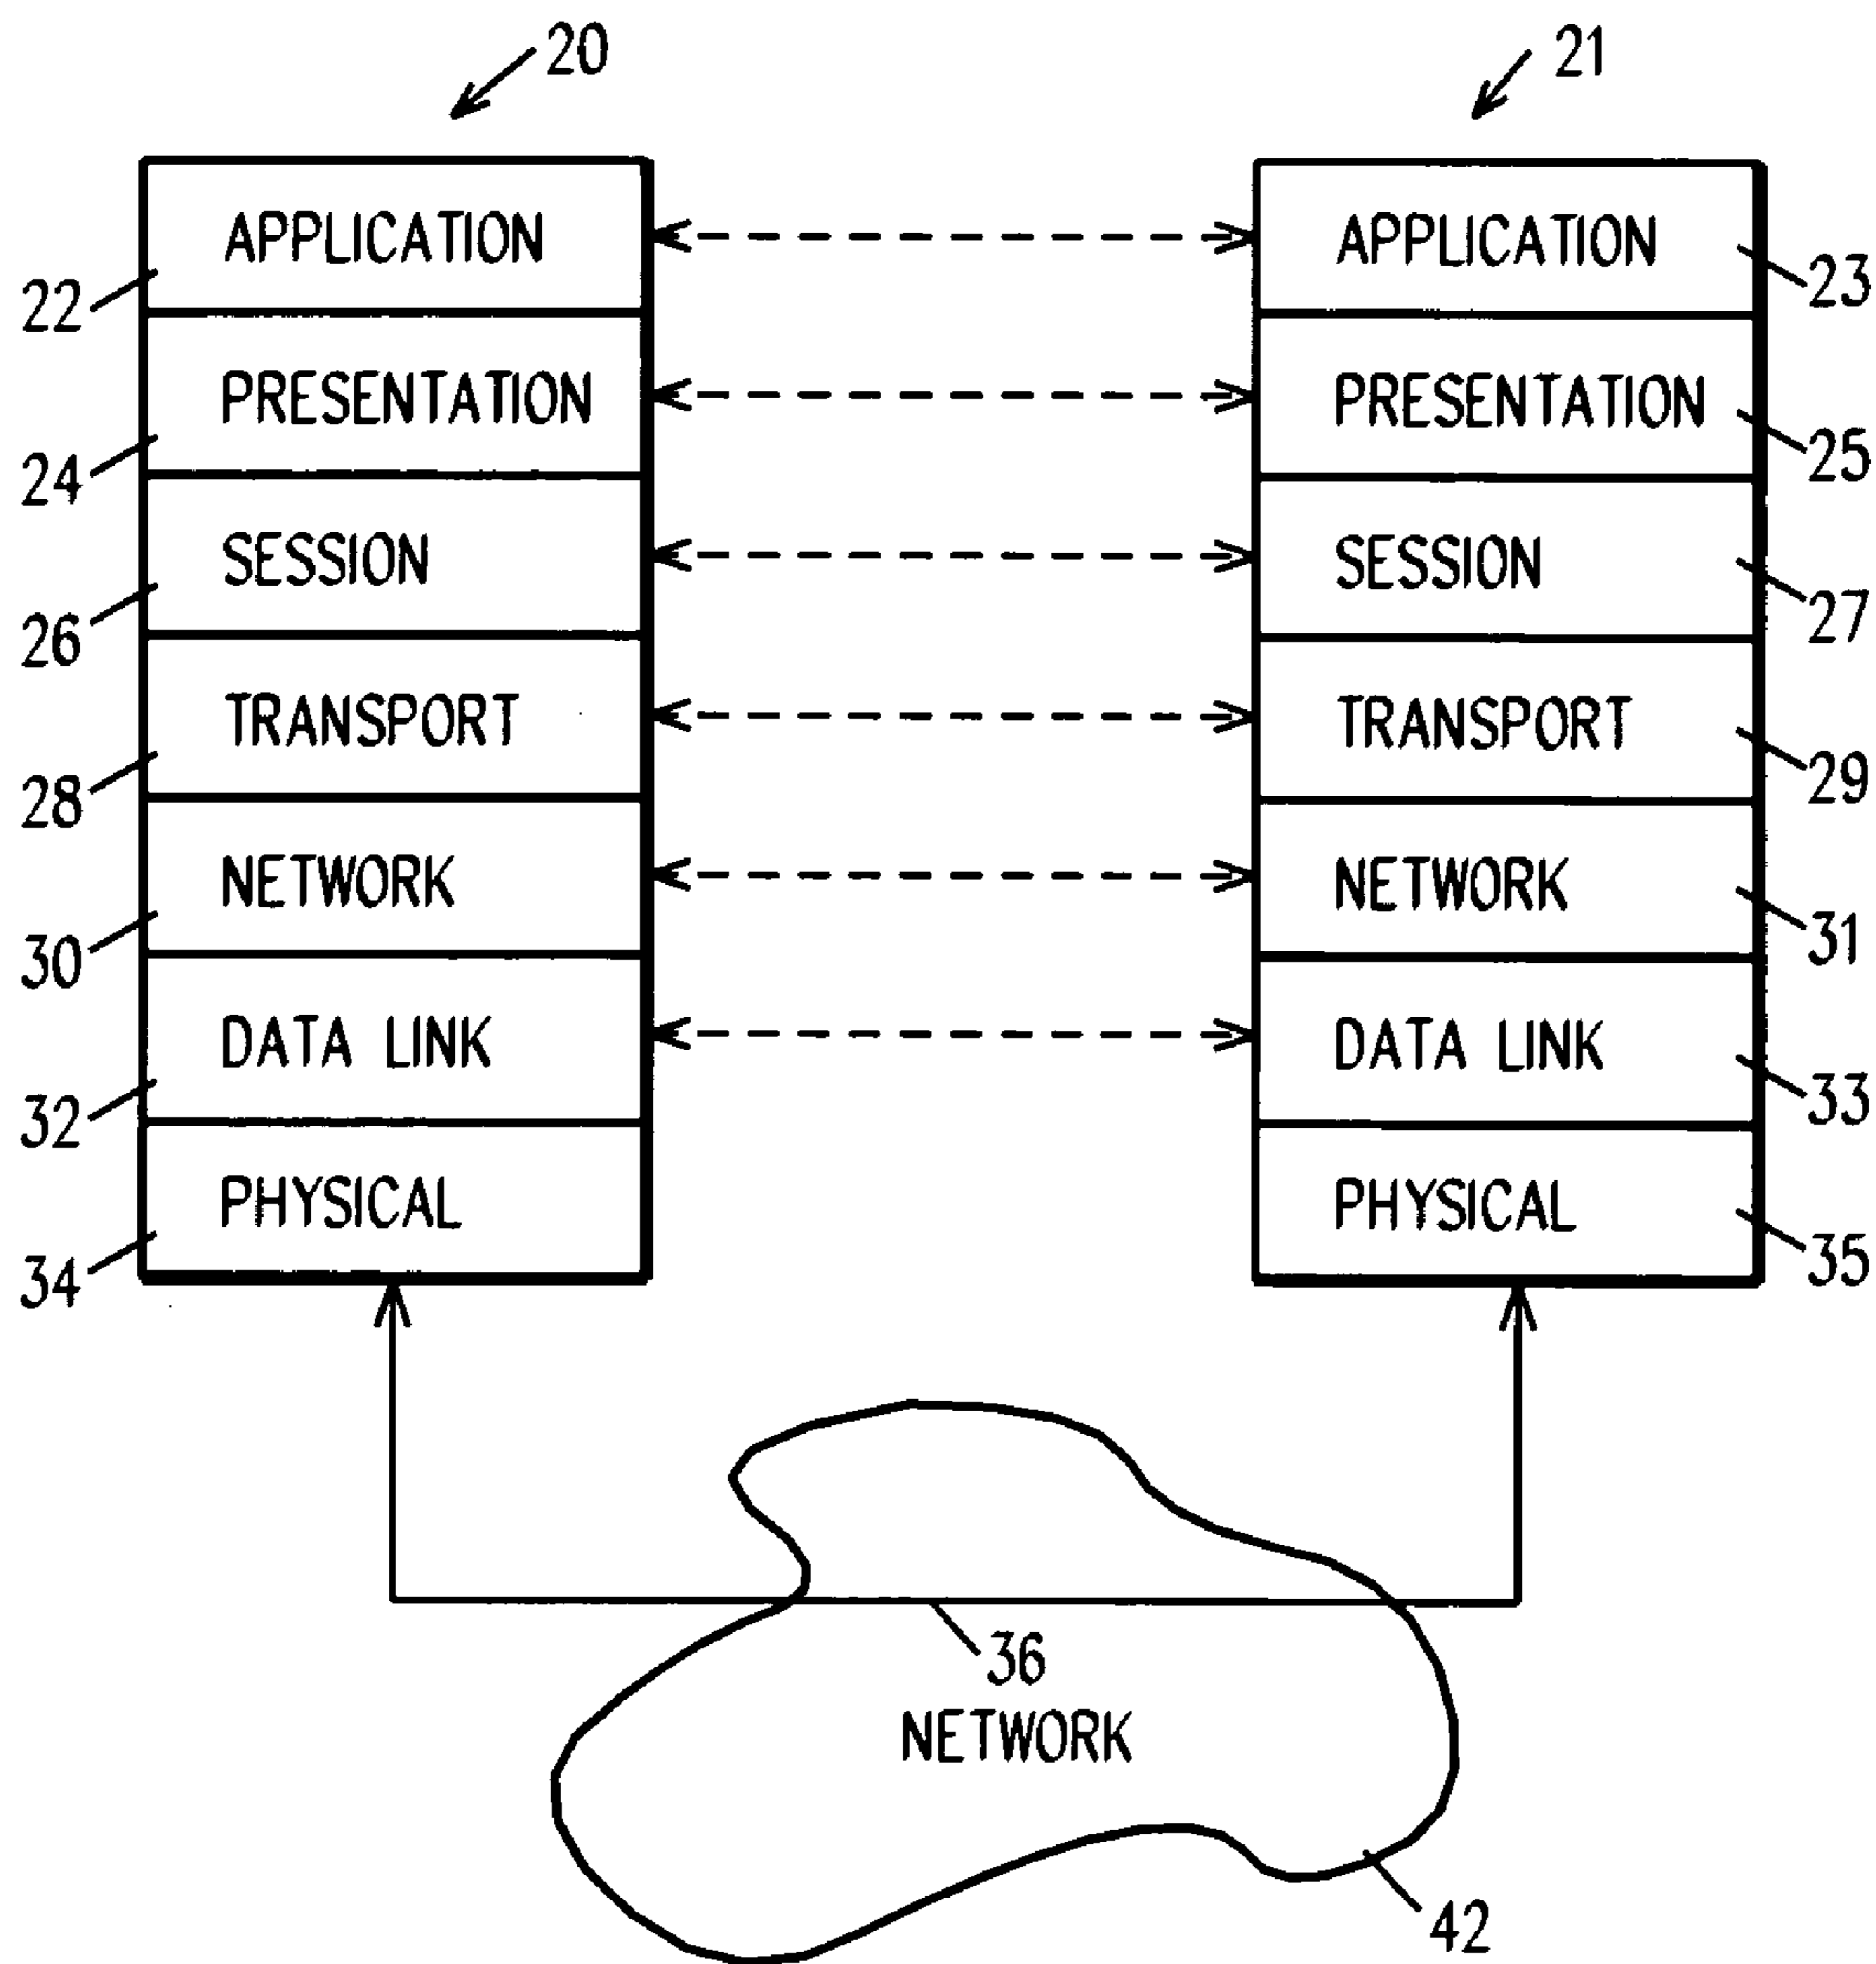 20
21
APPLICATION
APPLICATION
22
23
PRESENTATION
PRESENTATION
24
25
SESSION
SESSION
26
27
TRANSPORT
TRANSPORT
28
29
NETWORK
NETWORK
30
31
DATA LINK
DATA LINK
32
33
PHYSICAL
PHYSICAL
34
35
36
NETWORK
42